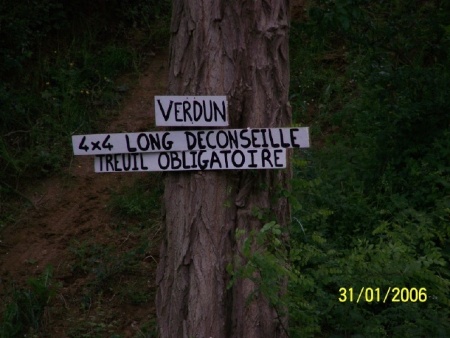 VERDUN
4x4 LONG DECONSEILLE
TREUIL OBLIGATOIRE
31/01/2006